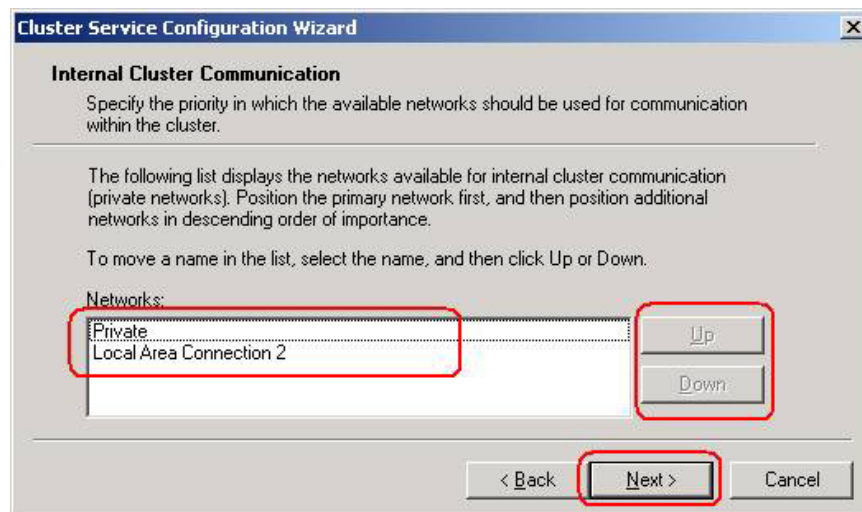 Cluster Service Configuration Wizard
Internal Cluster Communication
Specify the priority in which the available networks should be used for communication
within the cluster.
The following list displays the networks available for internal cluster communication
(private networks). Position the primary network first, and then position additional
networks in descending order of importance.
To move a name in the list, select the name, and then click Up or Down.
Networks:
Private
Local Area Connection 2
Up
Down
< Back
Next >
Cancel